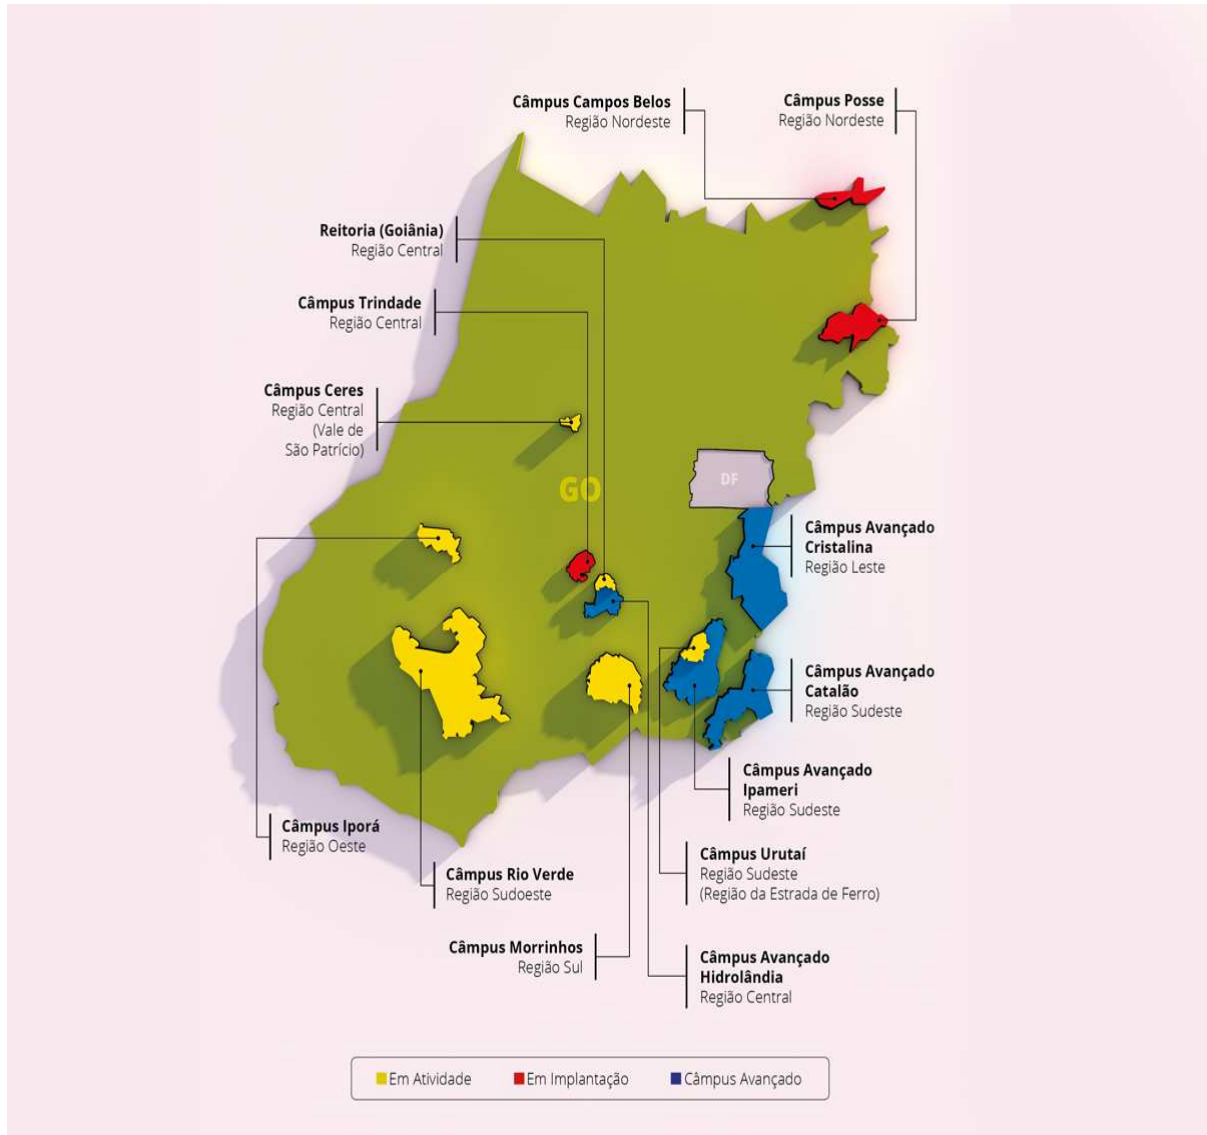 Câmpus Campos Belos
Região Nordeste
Câmpus Posse
Região Nordeste
Reitoria (Goiânia)
Região Central
Câmpus Trindade
Região Central
Câmpus Ceres
Região Central
(Vale de
São Patrício)
GO
DF
Câmpus Avançado
Cristalina
Região Leste
Câmpus Avançado
Catalão
Região Sudeste
Câmpus Avançado
Ipameri
Região Sudeste
Câmpus Iporá
Região Oeste
Câmpus Urutaí
Região Sudeste
(Região da Estrada de Ferro)
Câmpus Rio Verde
Região Sudoeste
Câmpus Morrinhos
Região Sul
Câmpus Avançado
Hidrolândia
Região Central
Em Atividade
Em Implantação
Câmpus Avançado